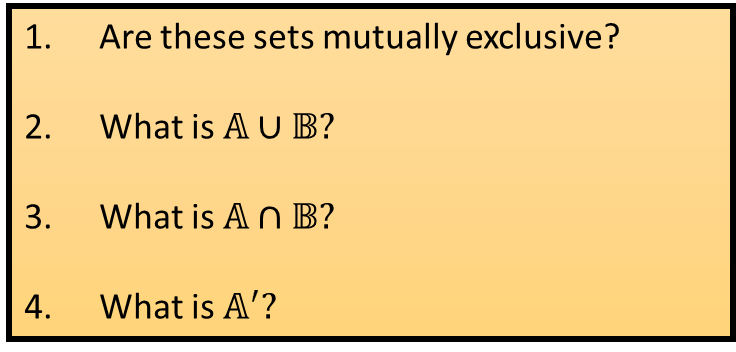 1. Are these sets mutually exclusive?
2. What is 𝔸 ∪ 𝔹?
3. What is 𝔸 ∩ 𝔹?
4. What is 𝔸′?